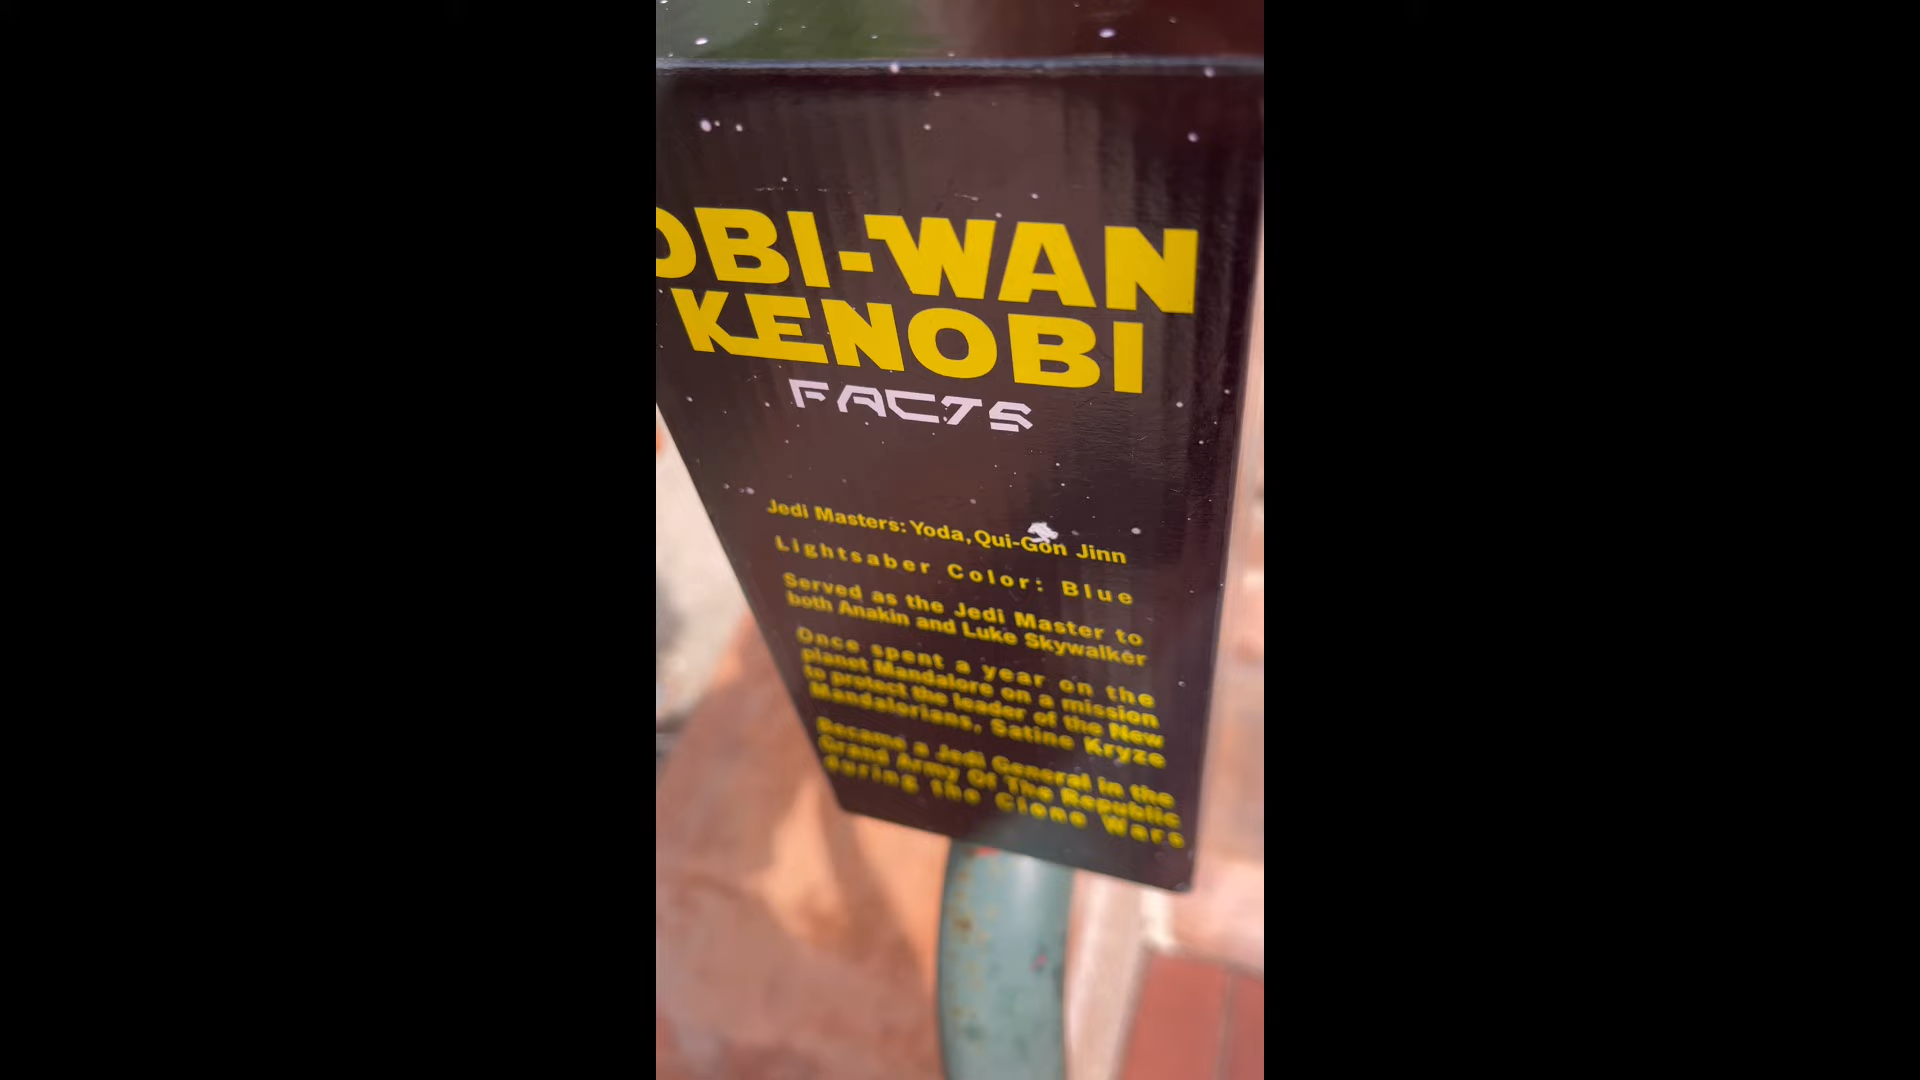 OBI-WAN
KENOBI
FACTS
Jedi Masters: Yoda, Qui-Gon Jinn
Lightsaber Color: Blue
Served as the Jedi Master to
both Anakin and Luke Skywalker
Once spent a year on the
planet Mandalore on a mission
to protect the leader of the New
Mandalorians, Satine Kryze
Became a Jedi General in the
Grand Army Of The Republic
during the Clone Wars